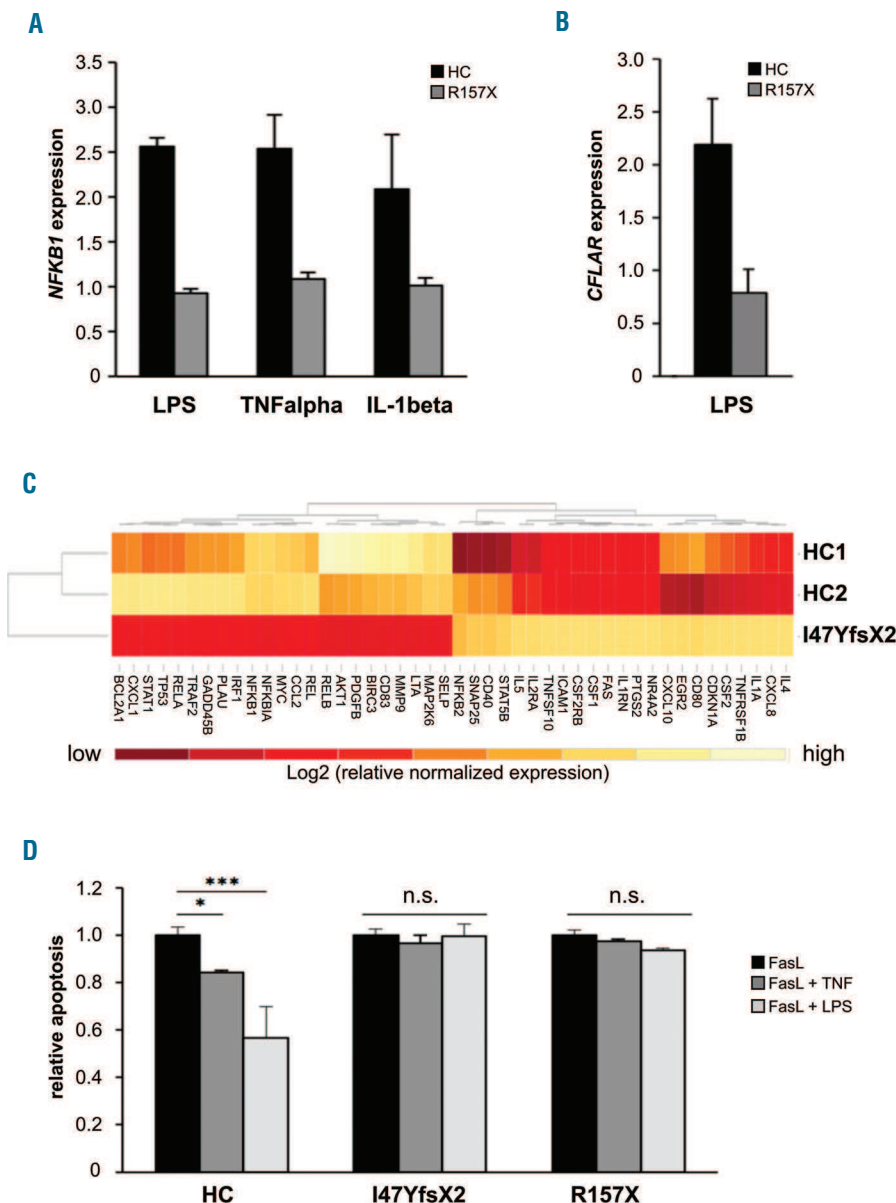 A
NFKB1 expression
3.5
3.0
2.5
2.0
1.5
1.0
0.5
0
HC
R157X
LPS TNFalpha IL-1beta
B
CFLAR expression
3.0
2.5
2.0
1.5
1.0
0.5
0
HC
R157X
LPS
C
HC1
HC2
I47YfsX2
BCL2A1
CXCL1
STAT1
TP53
RELA
TRAF2
GADD45B
PLAU
IRF1
NFKB1
NFKBIA
MYC
CCL2
REL
RELB
AKT1
PDGFB
BIRC3
CD83
MMP9
LTA
MAP2K6
SELP
NFKB2
SNAP25
CD40
STAT5B
IL5
IL2RA
TNFSF10
ICAM1
CSF2RB
CSF1
FAS
IL1RN
PTGS2
NR4A2
CXCL10
EGR2
CD80
CDKN1A
CSF2
TNFRSF1B
IL1A
CXCL8
IL4
low high
Log2 (relative normalized expression)
D
relative apoptosis
1.2
1.0
0.8
0.6
0.4
0.2
0
***
*
n.s. n.s.
FasL
FasL + TNF
FasL + LPS
HC I47YfsX2 R157X